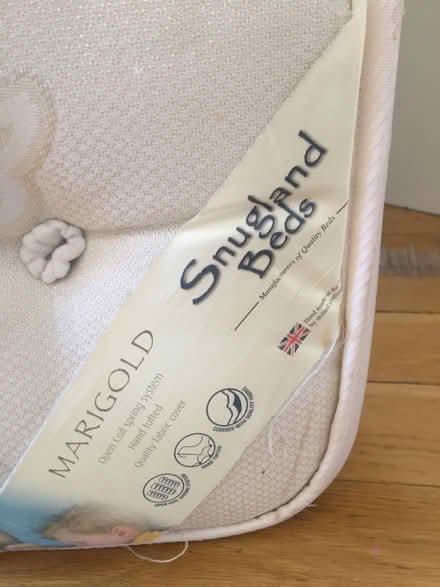 Snugland
Beds
Manufacturers of Quality Beds
MARIGOLD
Open Coil spring system
Hand tufted
Quality fabric cover